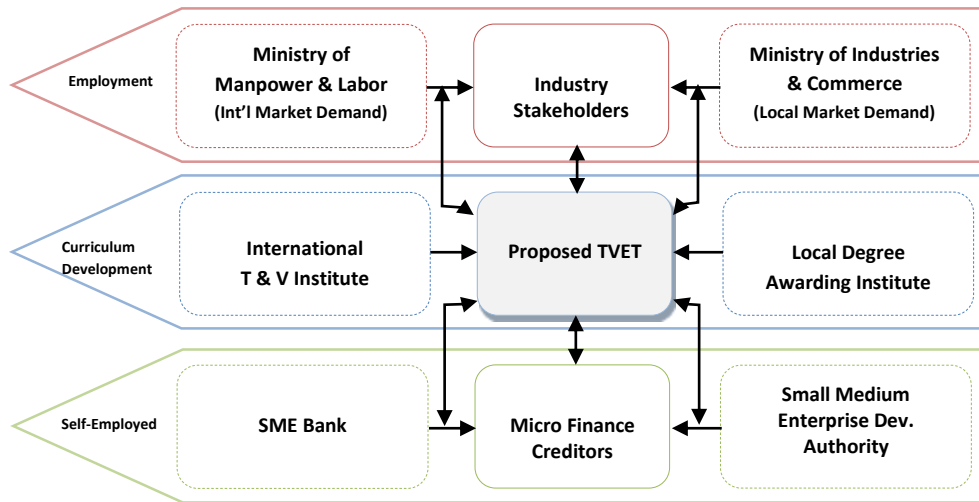 Employment
Ministry of
Manpower & Labor
(Int'l Market Demand)
Industry
Stakeholders
Ministry of Industries
& Commerce
(Local Market Demand)
Curriculum
Development
International
T & V Institute
Proposed TVET
Local Degree
Awarding Institute
Self-Employed
SME Bank
Micro Finance
Creditors
Small Medium
Enterprise Dev.
Authority